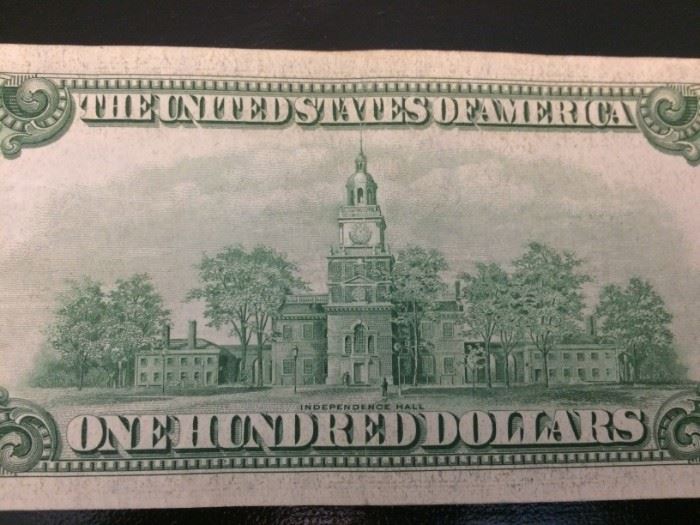 THE UNITED STATES OF AMERICA
INDEPENDENCE HALL
ONE HUNDRED DOLLARS